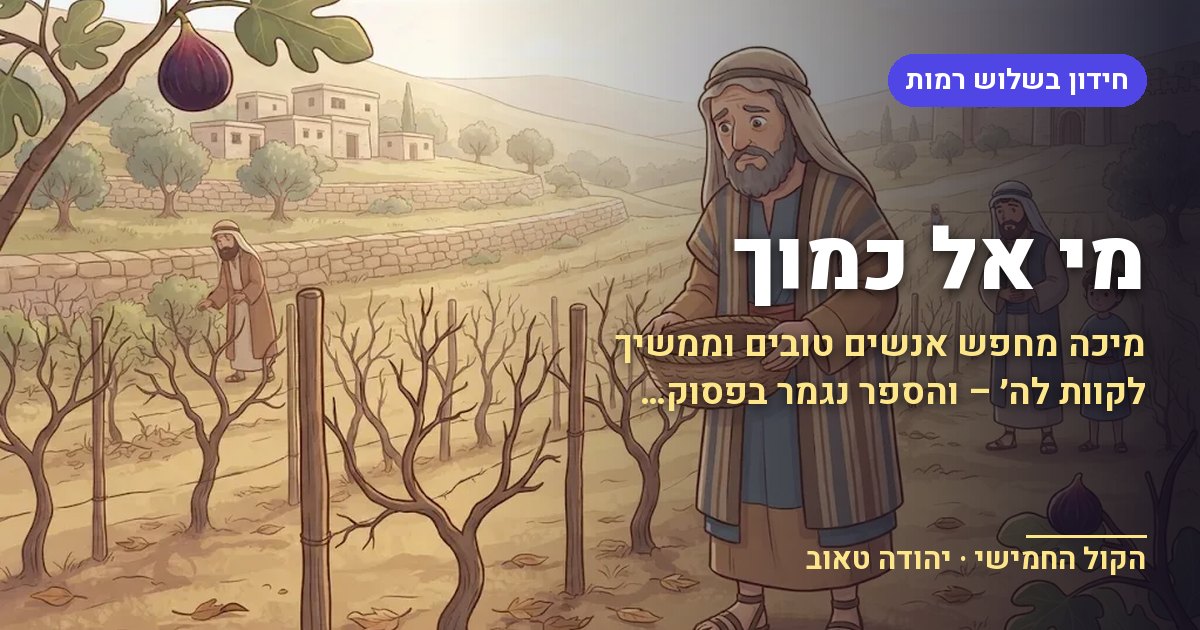 חידון בשלוש רמות
מי אל כמוך
מיכה מחפש אנשים טובים וממשיך
לקוות לה׳ – והספר נגמר בפסוק...
הקול החמישי · יהודה טאוב